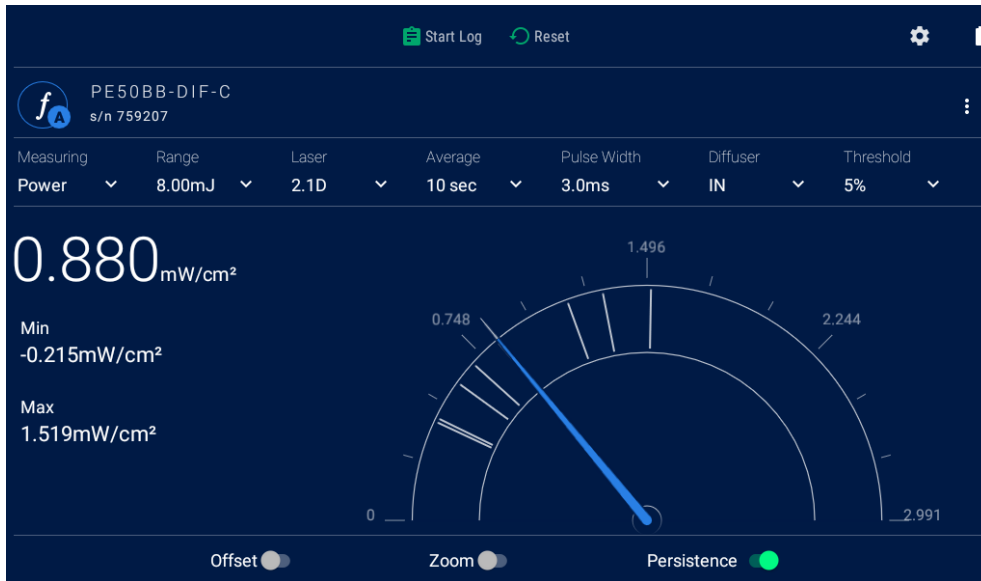 Start Log Reset
fA PE50BB-DIF-C
s/n 759207
Measuring Range Laser Average Pulse Width Diffuser Threshold
Power 8.00mJ 2.1D 10 sec 3.0ms IN 5%
0.880mW/cm²
Min
-0.215mW/cm²
Max
1.519mW/cm²
1.496
0.748 2.244
0 2.991
Offset Zoom Persistence